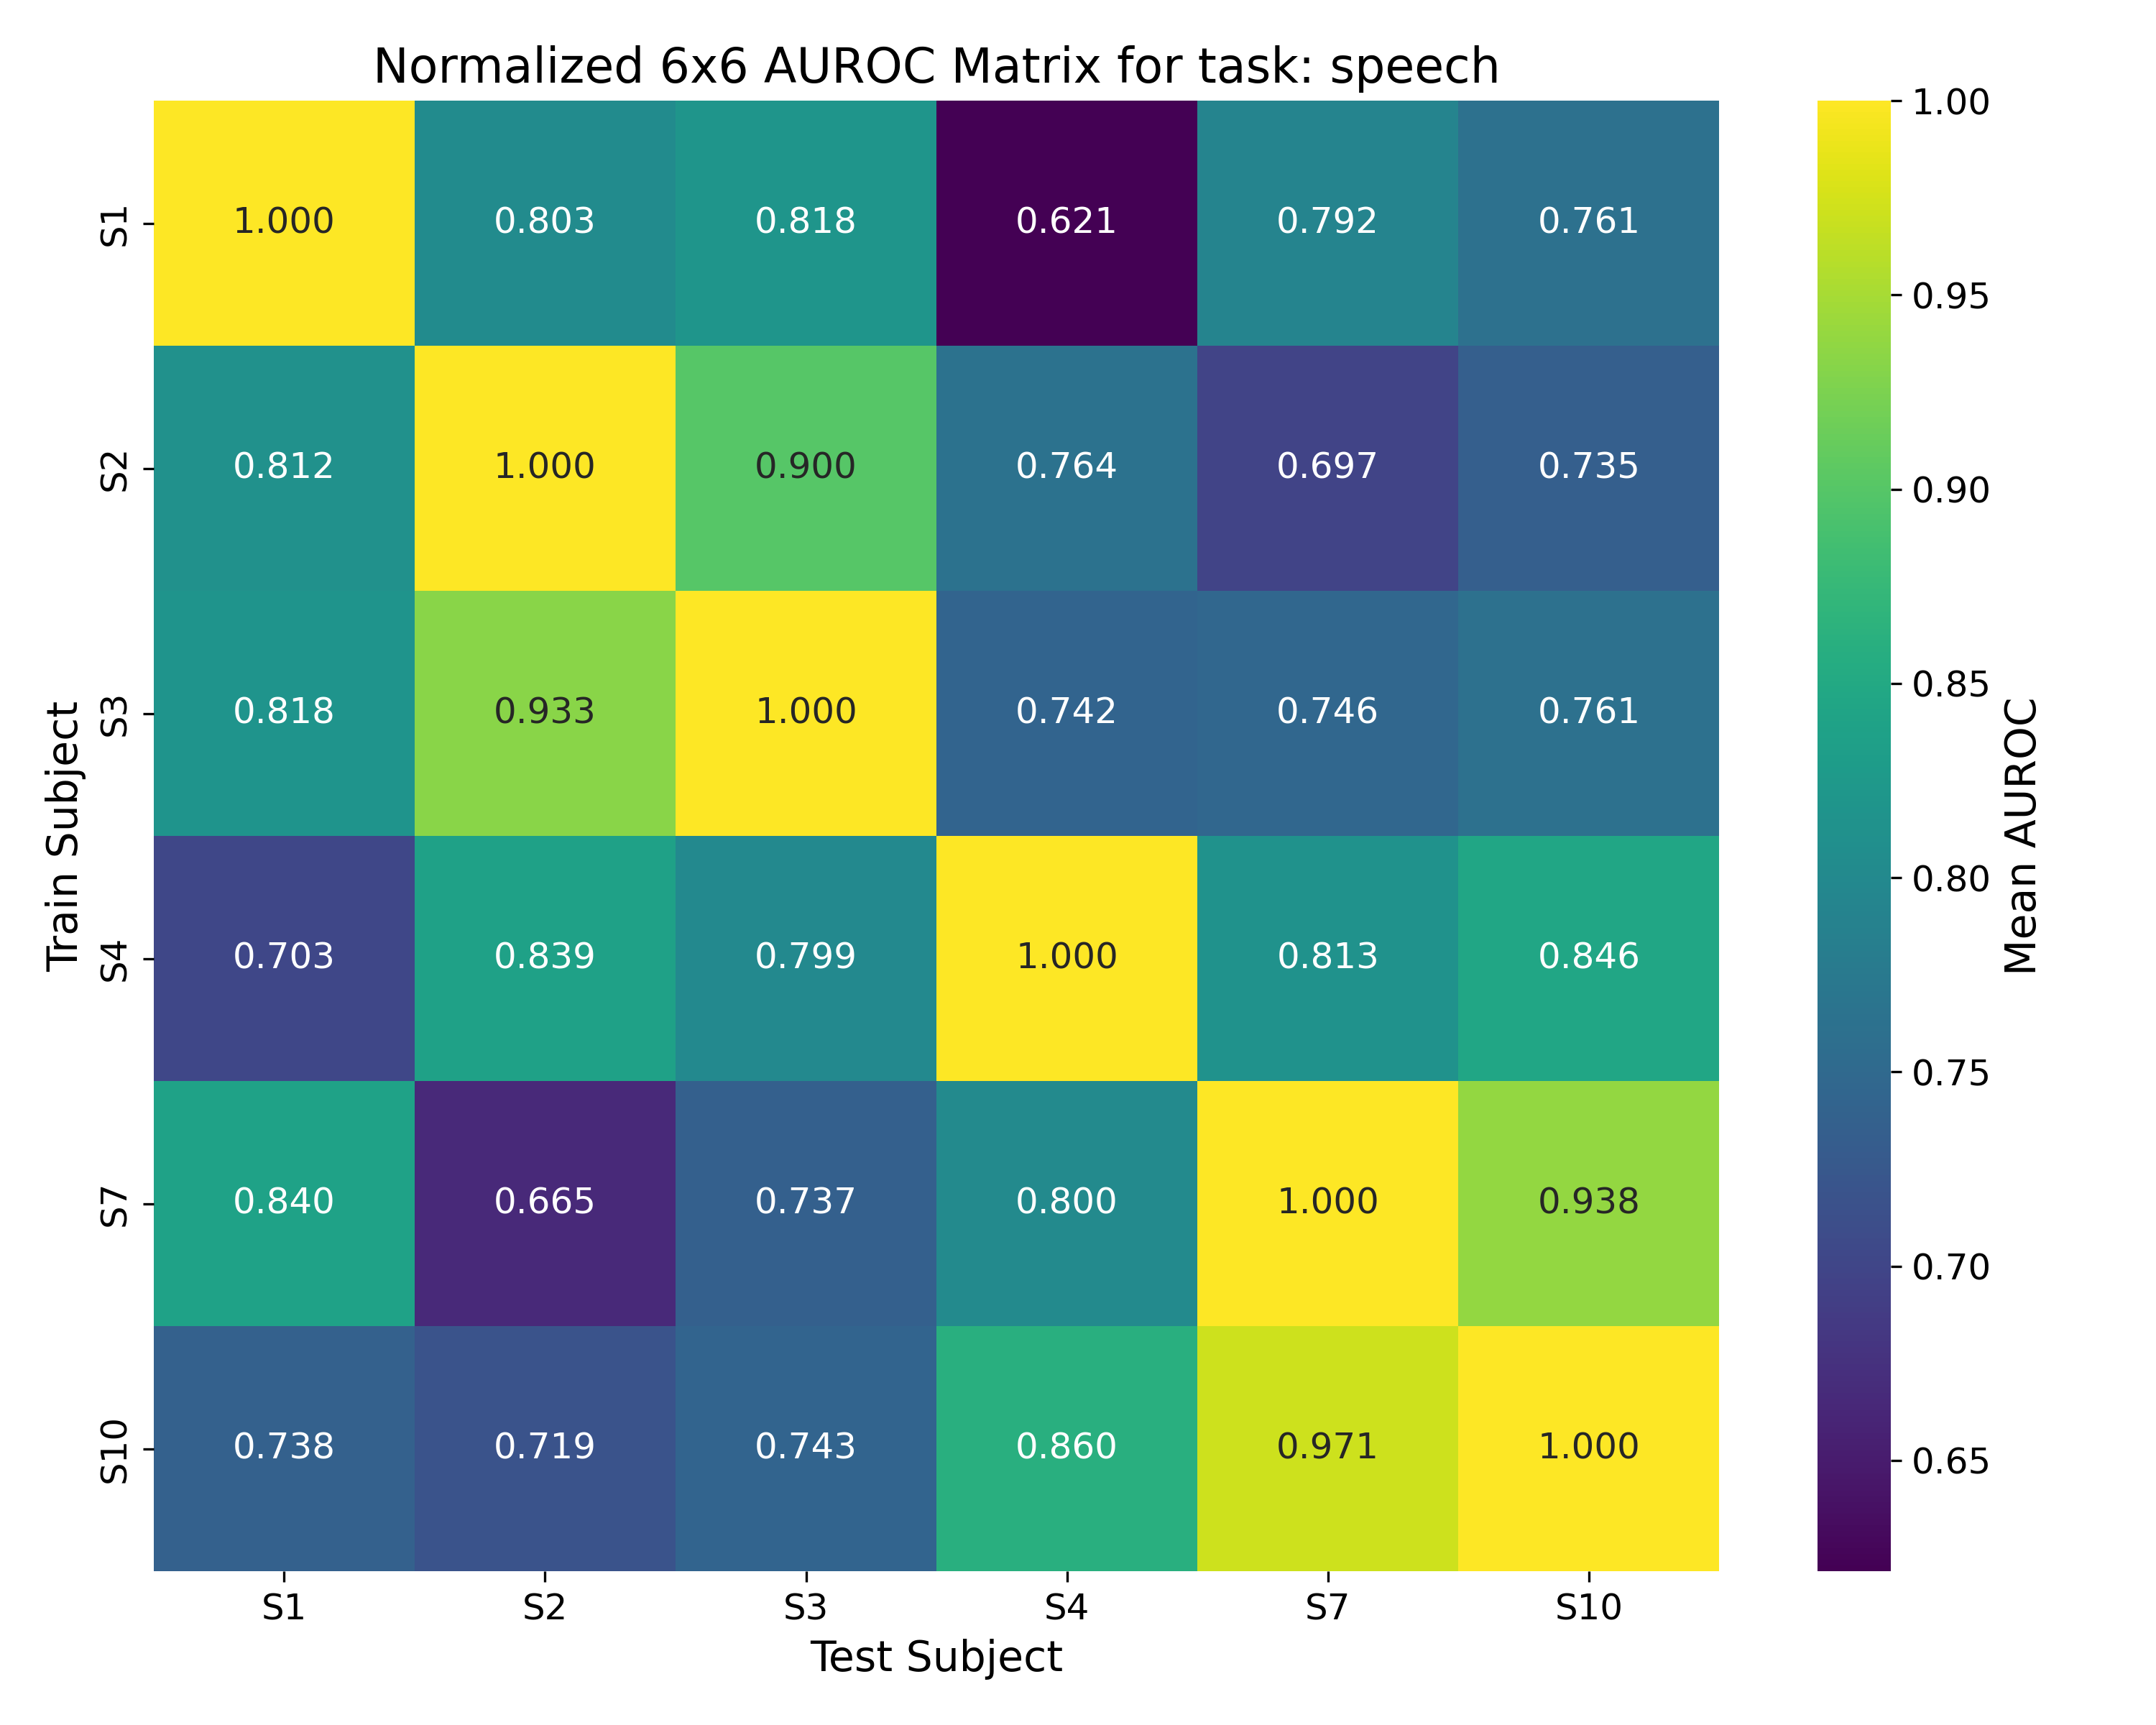 Normalized 6x6 AUROC Matrix for task: speech
Train Subject
S1 1.000 0.803 0.818 0.621 0.792 0.761
S2 0.812 1.000 0.900 0.764 0.697 0.735
S3 0.818 0.933 1.000 0.742 0.746 0.761
S4 0.703 0.839 0.799 1.000 0.813 0.846
S7 0.840 0.665 0.737 0.800 1.000 0.938
S10 0.738 0.719 0.743 0.860 0.971 1.000
S1 S2 S3 S4 S7 S10
Test Subject
1.00
0.95
0.90
0.85
0.80
0.75
0.70
0.65
Mean AUROC